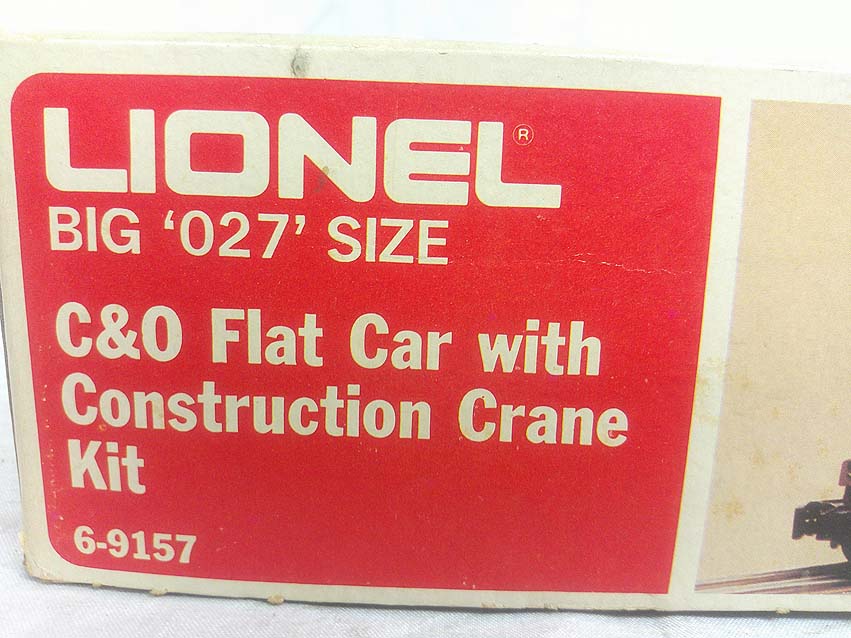 LIONEL®
BIG ‘027’ SIZE
C&O Flat Car with
Construction Crane
Kit
6-9157